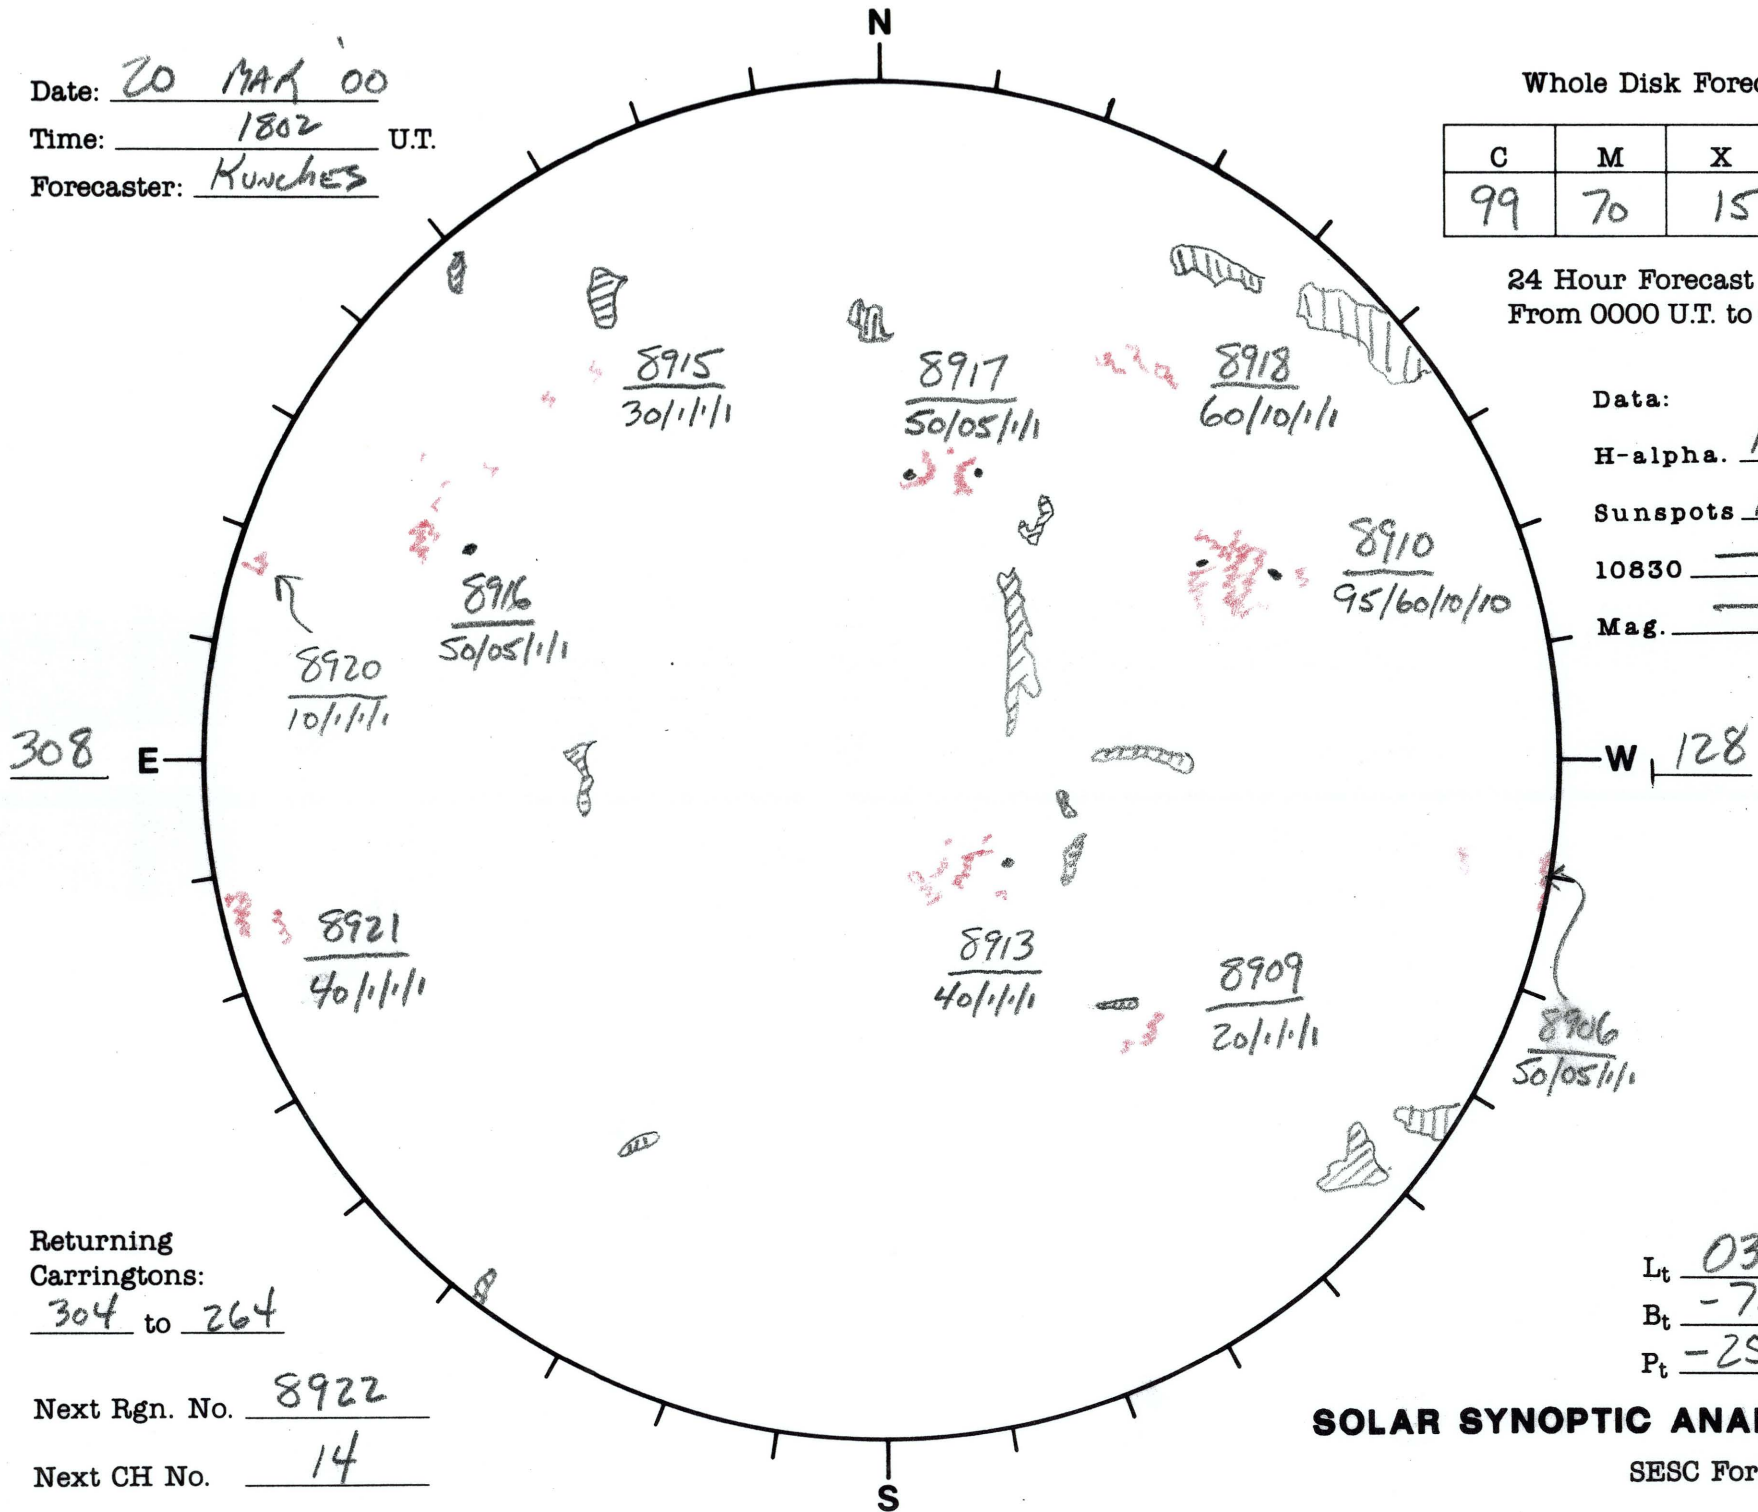 N
Date: 20 MAR '00
Time: 1802 U.T.
Forecaster: Kunches
Whole Disk Forec
C M X
99 70 15
24 Hour Forecast
From 0000 U.T. to
8915
30/1/1/1
8917
50/05/1/1
8918
60/10/1/1
Data:
H-alpha.
Sunspots
10830
Mag.
8910
95/60/10/10
8916
50/05/1/1
8920
10/1/1/1
308 E
W 128
8921
40/1/1/1
8913
40/1/1/1
8909
20/1/1/1
8906
50/05/1/1
Returning
Carringtons:
304 to 264
Next Rgn. No. 8922
Next CH No. 14
Lt 03
Bt -7
Pt -25
SOLAR SYNOPTIC ANAL
SESC For
S